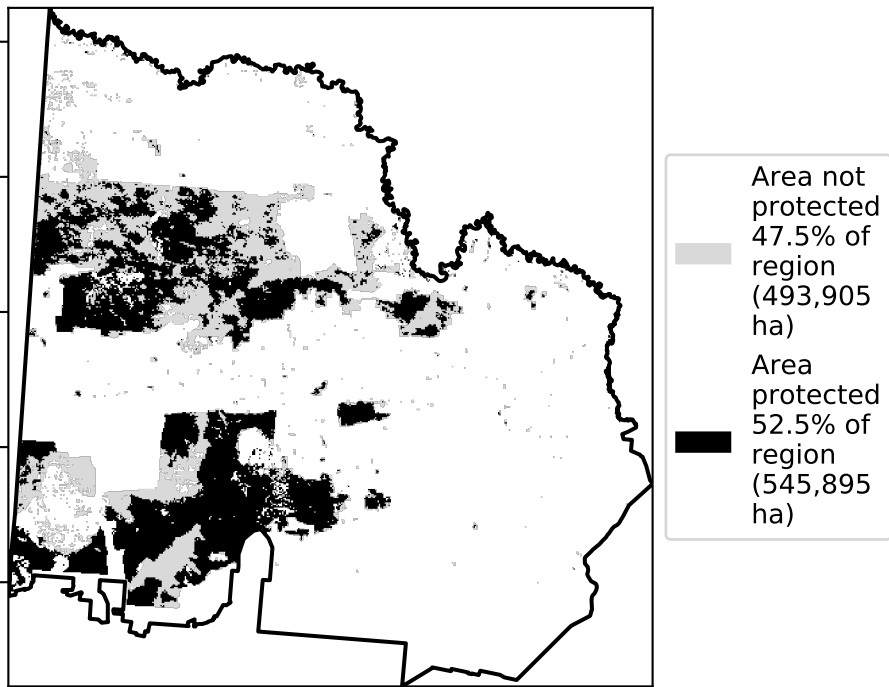 Area not
protected
47.5% of
region
(493,905
ha)
Area
protected
52.5% of
region
(545,895
ha)